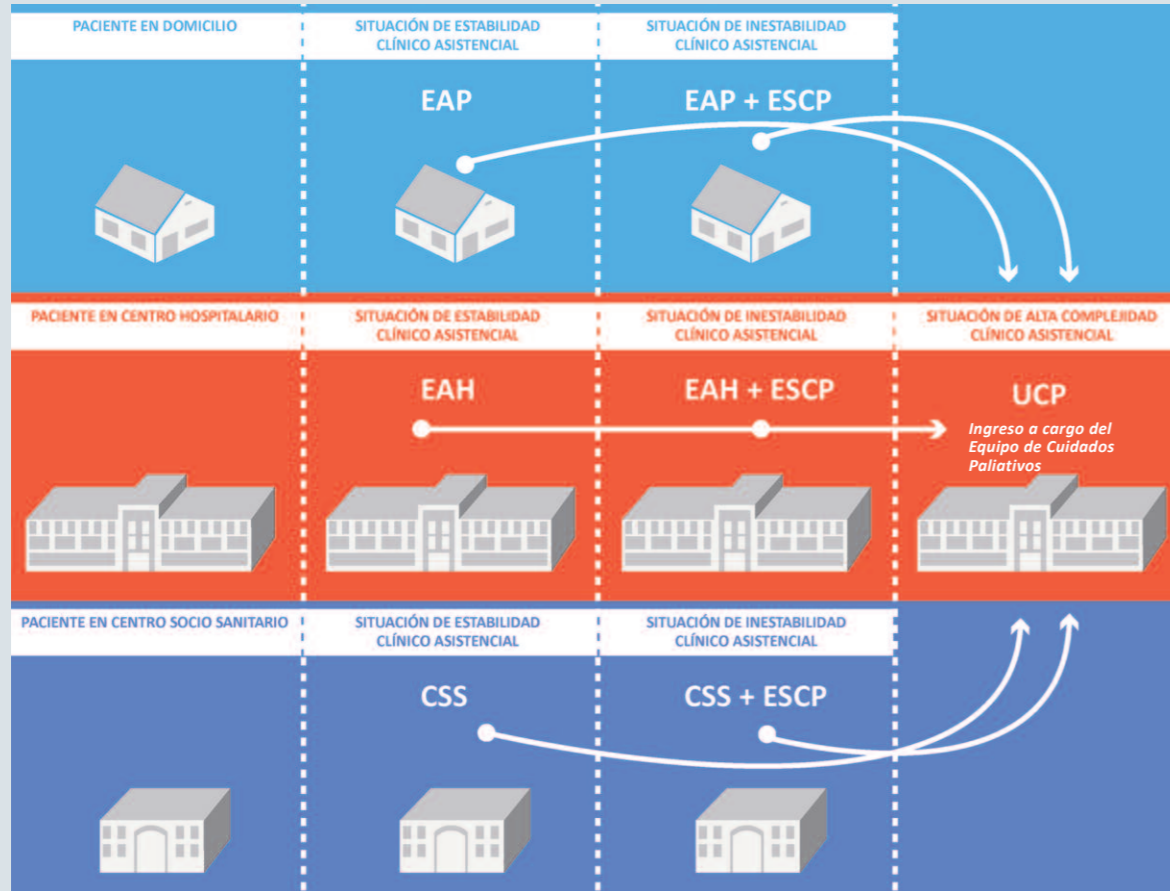 PACIENTE EN DOMICILIO
SITUACIÓN DE ESTABILIDAD
CLÍNICO ASISTENCIAL
SITUACIÓN DE INESTABILIDAD
CLÍNICO ASISTENCIAL
EAP
EAP + ESCP
PACIENTE EN CENTRO HOSPITALARIO
SITUACIÓN DE ESTABILIDAD
CLÍNICO ASISTENCIAL
SITUACIÓN DE INESTABILIDAD
CLÍNICO ASISTENCIAL
SITUACIÓN DE ALTA COMPLEJIDAD
CLÍNICO ASISTENCIAL
EAH
EAH + ESCP
UCP
Ingreso a cargo del
Equipo de Cuidados
Paliativos
PACIENTE EN CENTRO SOCIO SANITARIO
SITUACIÓN DE ESTABILIDAD
CLÍNICO ASISTENCIAL
SITUACIÓN DE INESTABILIDAD
CLÍNICO ASISTENCIAL
CSS
CSS + ESCP